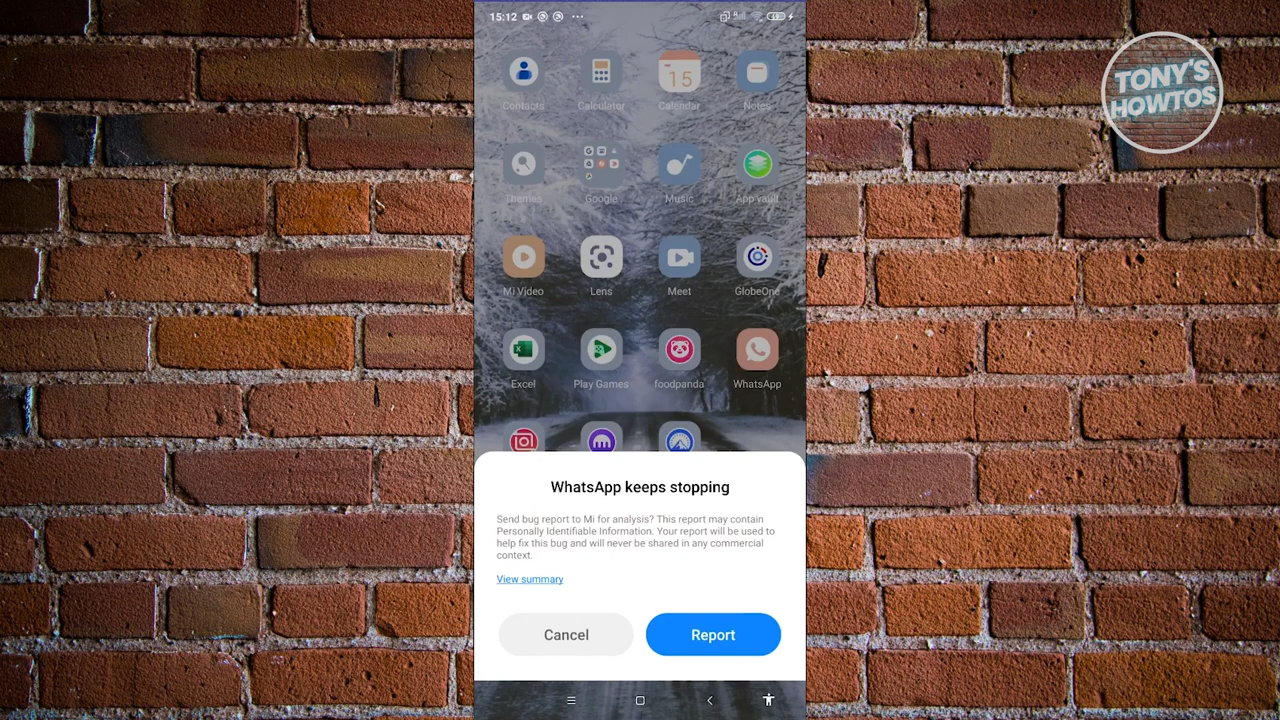 TONY'S
HOWTOS
15:12
15
Contacts
Calculator
Calendar
Notes
Themes
Google
Music
App vault
Mi Video
Lens
Meet
GlobeOne
Excel
Play Games
foodpanda
WhatsApp
WhatsApp keeps stopping
Send bug report to Mi for analysis? This report may contain
Personally Identifiable Information. Your report will be used to
help fix this bug and will never be shared in any commercial
context.
View summary
Cancel
Report